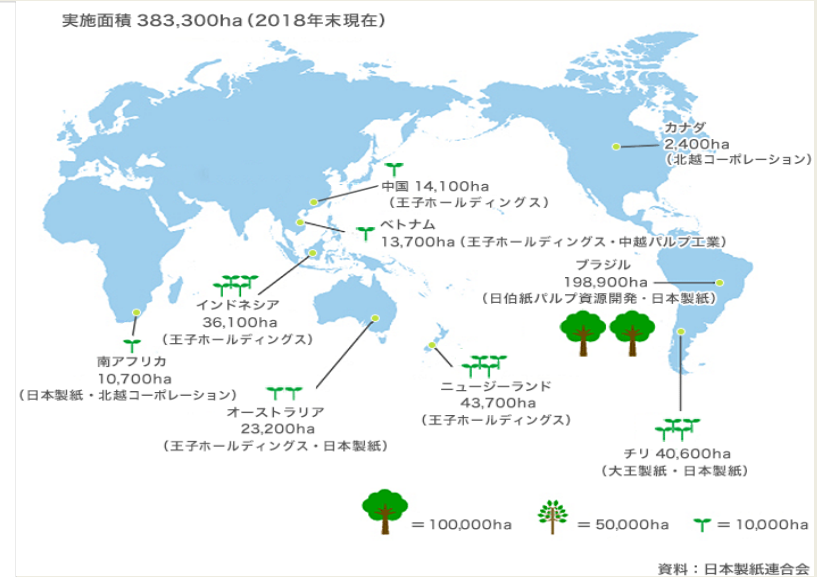 実施面積 383,300ha（2018年末現在）
カナダ
2,400ha
（北越コーポレーション）
中国 14,100ha
（王子ホールディングス）
ベトナム
13,700ha（王子ホールディングス・中越パルプ工業）
ブラジル
198,900ha
（日伯紙パルプ資源開発・日本製紙）
インドネシア
36,100ha
（王子ホールディングス）
南アフリカ
10,700ha
（日本製紙・北越コーポレーション）
オーストラリア
23,200ha
（王子ホールディングス・日本製紙）
ニュージーランド
43,700ha
（王子ホールディングス）
チリ 40,600ha
（大王製紙・日本製紙）
＝100,000ha ＝50,000ha ＝10,000ha
資料：日本製紙連合会